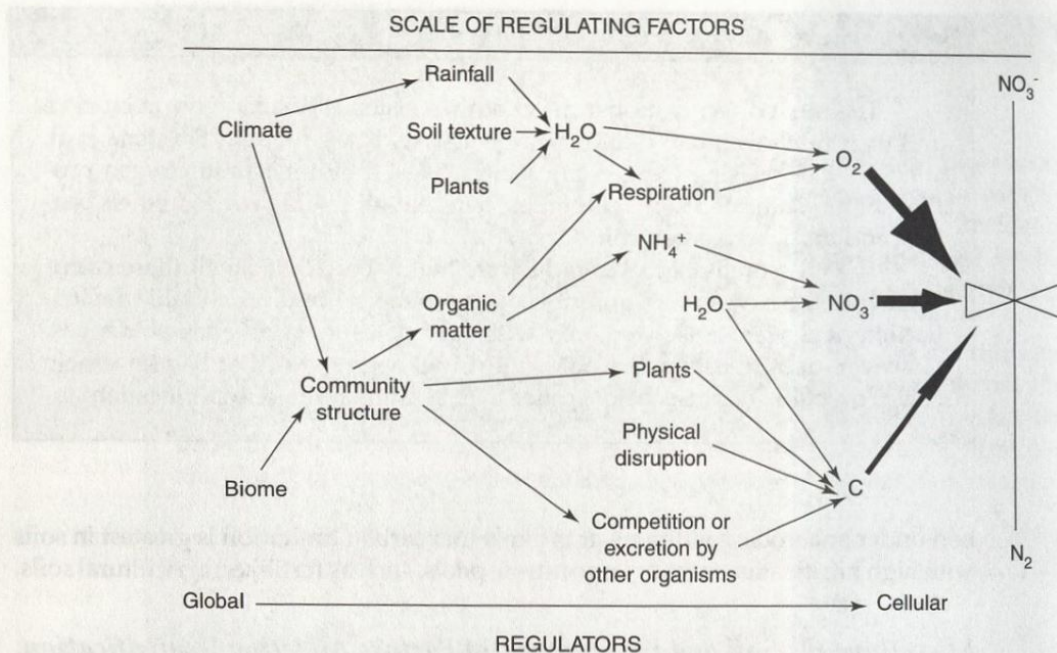 SCALE OF REGULATING FACTORS
NO₃⁻
Rainfall
Climate
Soil texture
H₂O
O₂
Plants
Respiration
NH₄⁺
Organic
matter
H₂O
NO₃⁻
Community
structure
Plants
Physical
disruption
Biome
C
Competition or
excretion by
other organisms
N₂
Global
Cellular
REGULATORS